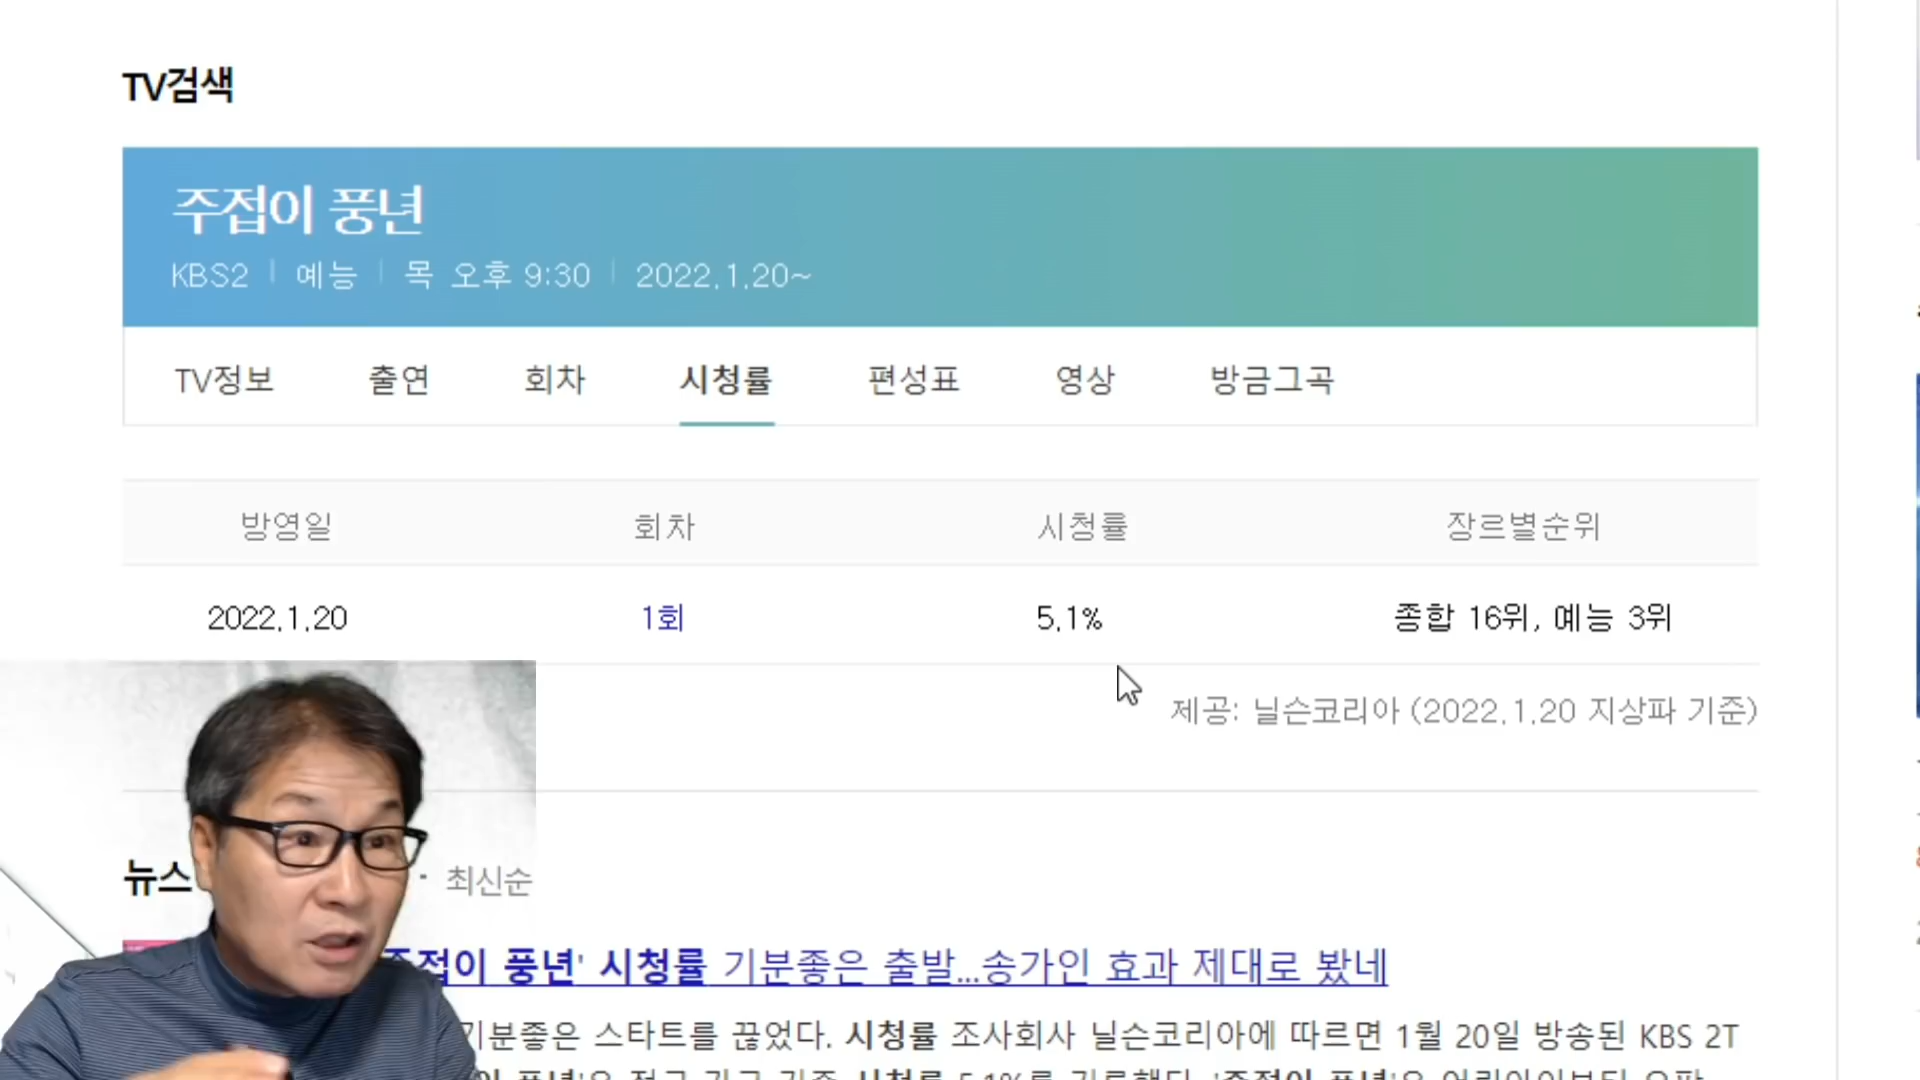 TV검색
주접이 풍년
KBS2 예능 목 오후 9:30 2022.1.20~
TV정보 출연 회차 시청률 편성표 영상 방금그곡
방영일 회차 시청률 장르별순위
2022.1.20 1회 5.1% 종합 16위, 예능 3위
제공: 닐슨코리아 (2022.1.20 지상파 기준)
뉴스 · 최신순
주접이 풍년' 시청률 기분좋은 출발...송가인 효과 제대로 봤네
기분좋은 스타트를 끊었다. 시청률 조사회사 닐슨코리아에 따르면 1월 20일 방송된 KBS 2T